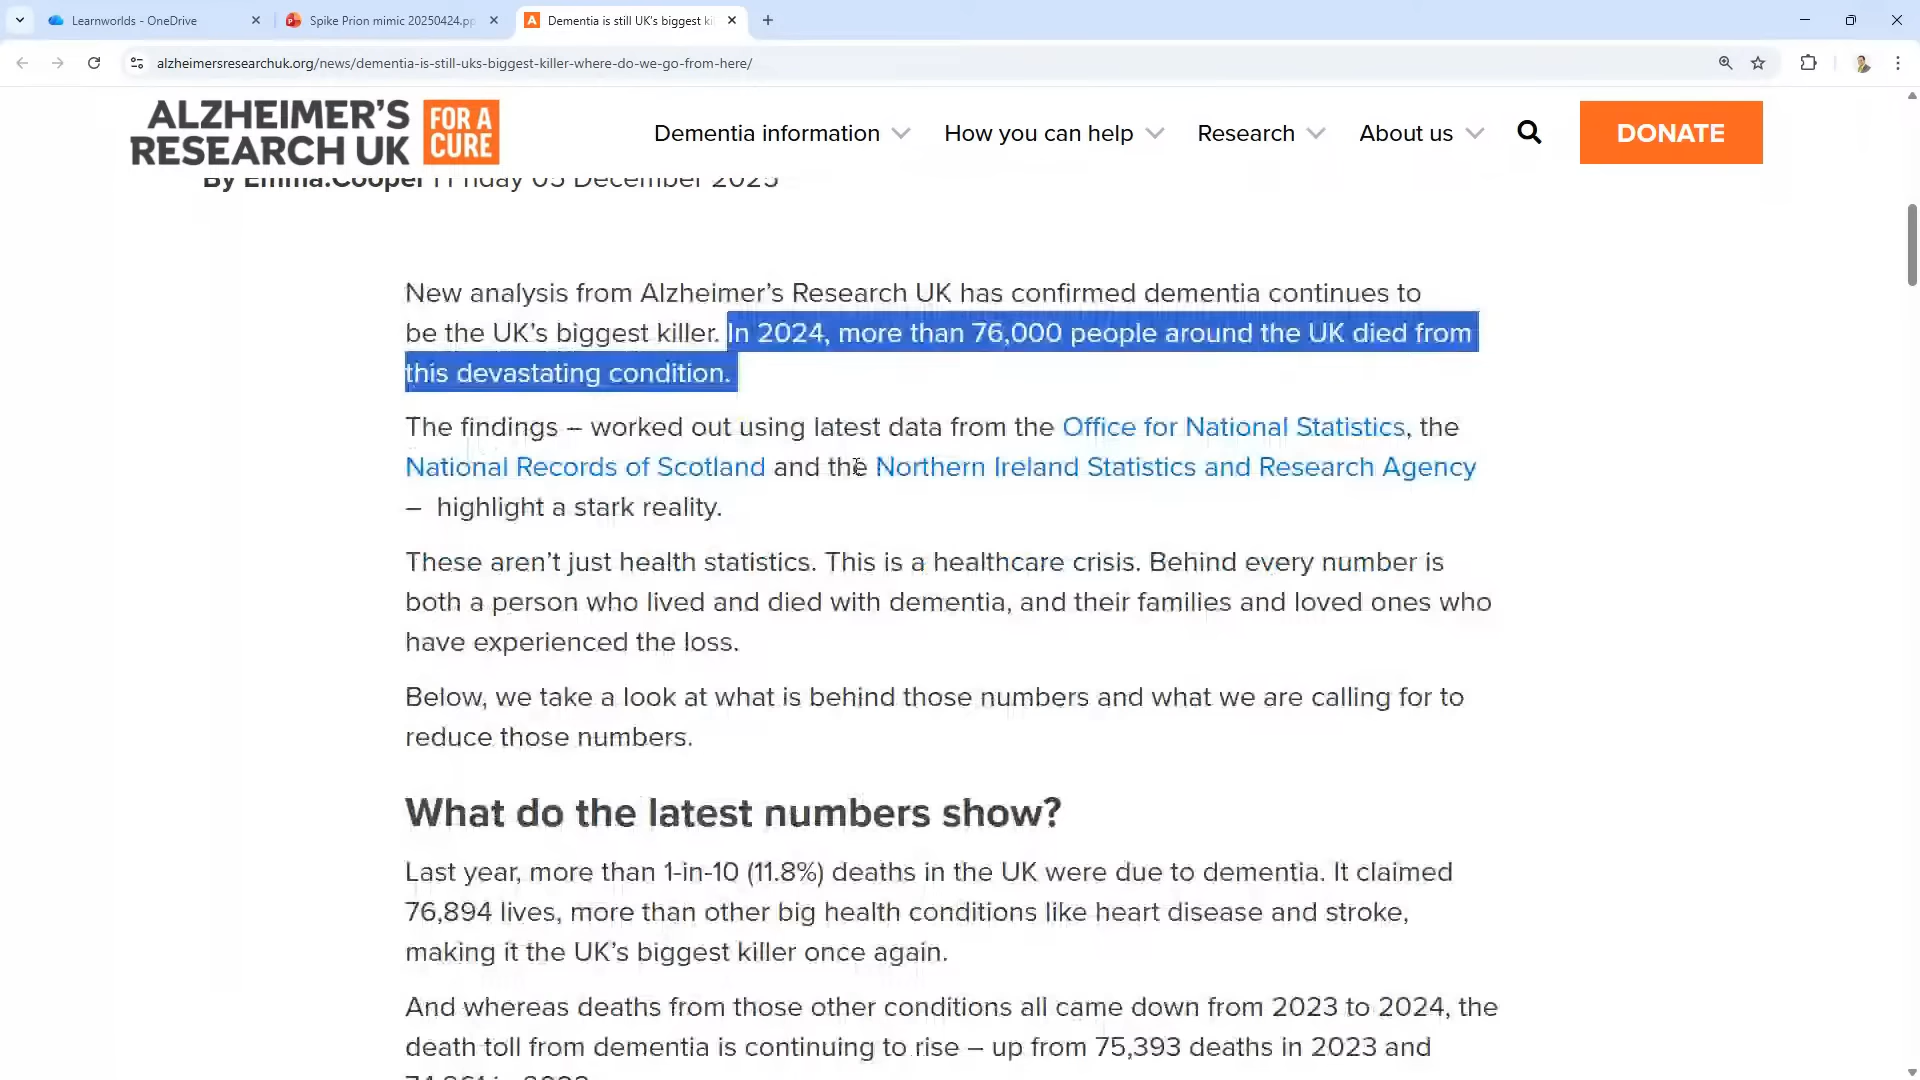 Learnworlds - OneDrive
Spike Prion mimic 20250424.pp
Dementia is still UK's biggest ki
alzheimersresearchuk.org/news/dementia-is-still-uks-biggest-killer-where-do-we-go-from-here/
ALZHEIMER'S
RESEARCH UK
FOR A
CURE
Dementia information
How you can help
Research
About us
DONATE
By Emma.Cooper | Friday 05 December 2025
New analysis from Alzheimer's Research UK has confirmed dementia continues to
be the UK's biggest killer. In 2024, more than 76,000 people around the UK died from
this devastating condition.
The findings – worked out using latest data from the Office for National Statistics, the
National Records of Scotland and the Northern Ireland Statistics and Research Agency
– highlight a stark reality.
These aren't just health statistics. This is a healthcare crisis. Behind every number is
both a person who lived and died with dementia, and their families and loved ones who
have experienced the loss.
Below, we take a look at what is behind those numbers and what we are calling for to
reduce those numbers.
What do the latest numbers show?
Last year, more than 1-in-10 (11.8%) deaths in the UK were due to dementia. It claimed
76,894 lives, more than other big health conditions like heart disease and stroke,
making it the UK's biggest killer once again.
And whereas deaths from those other conditions all came down from 2023 to 2024, the
death toll from dementia is continuing to rise – up from 75,393 deaths in 2023 and